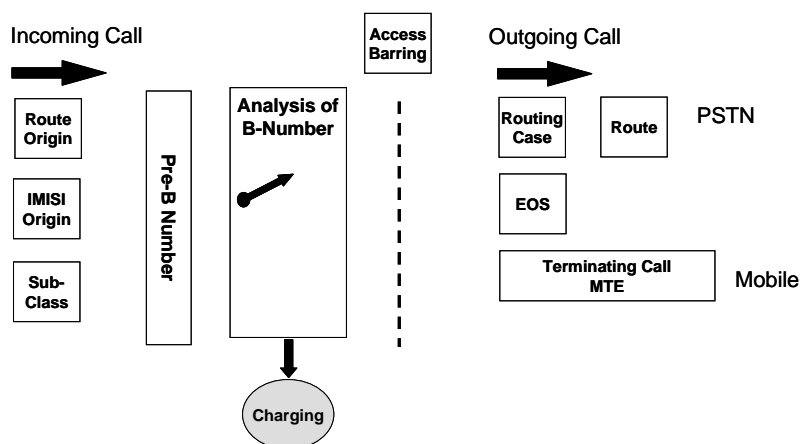 Incoming Call
Access
Barring
Outgoing Call
Route
Origin
IMISI
Origin
Sub-
Class
Pre-B Number
Analysis of
B-Number
Charging
Routing
Case
Route
PSTN
EOS
Terminating Call
MTE
Mobile